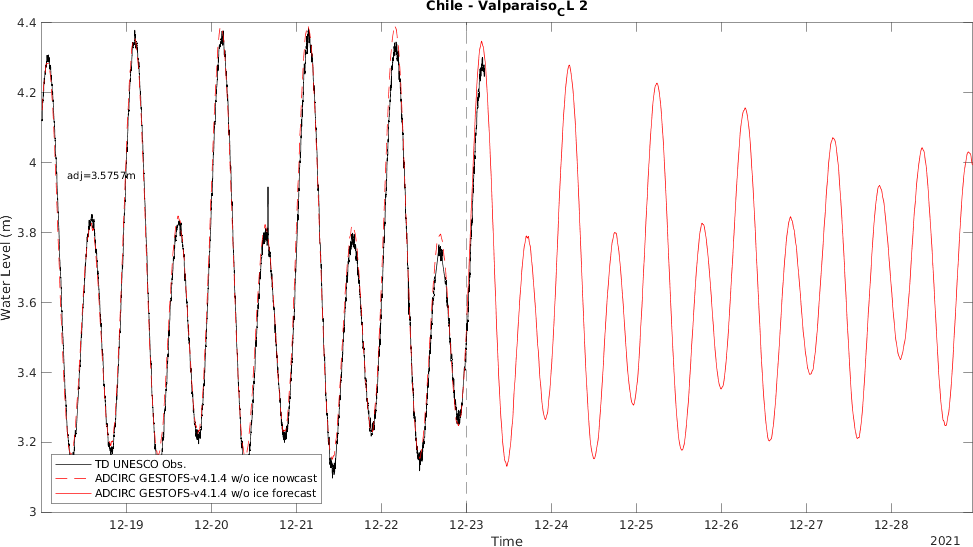 Chile - Valparaiso_CL 2
4.4
4.2
4
3.8
3.6
3.4
3.2
3
Water Level (m)
adj=3.5757m
TD UNESCO Obs.
ADCIRC GESTOFS-v4.1.4 w/o ice nowcast
ADCIRC GESTOFS-v4.1.4 w/o ice forecast
12-19 12-20 12-21 12-22 12-23 12-24 12-25 12-26 12-27 12-28
Time
2021